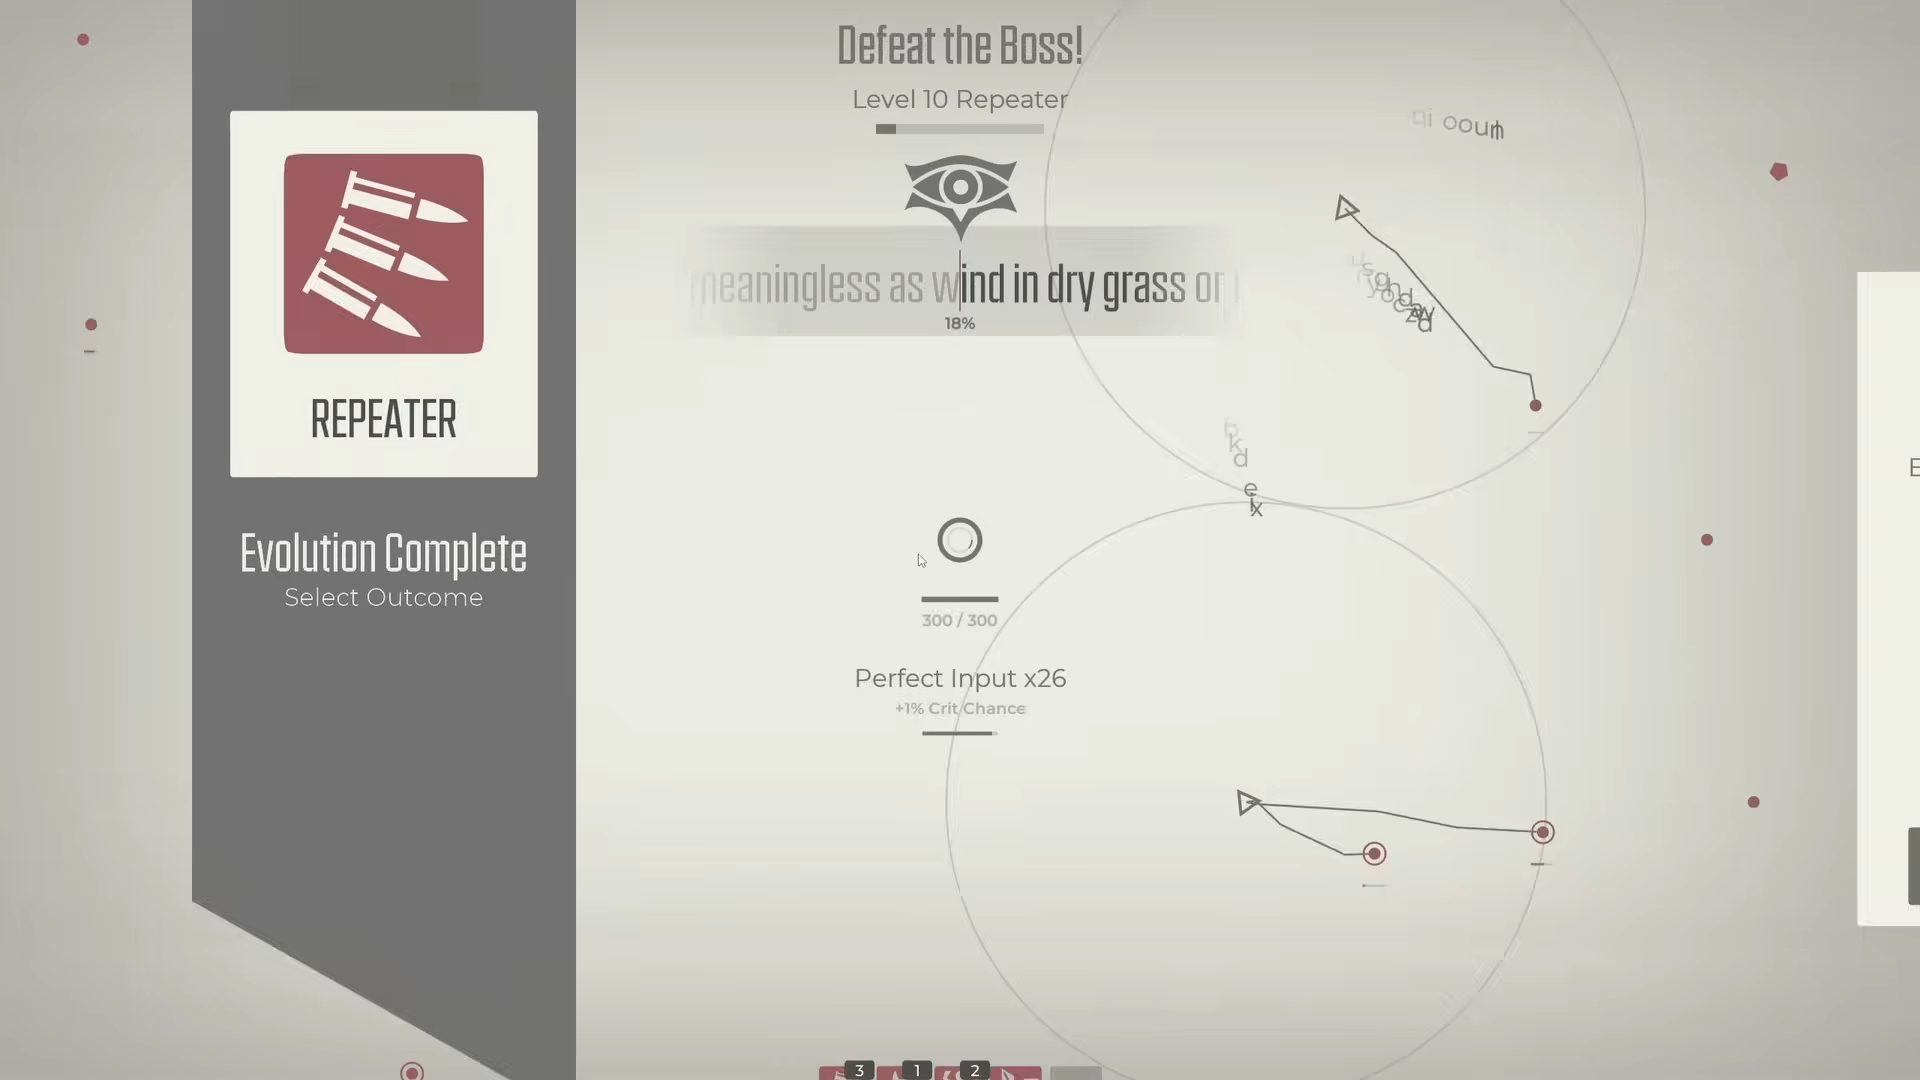 Defeat the Boss!
Level 10 Repeater
meaningless as wind in dry grass or
18%
REPEATER
Evolution Complete
Select Outcome
300 / 300
Perfect Input x26
+1% Crit Chance
3
1
2